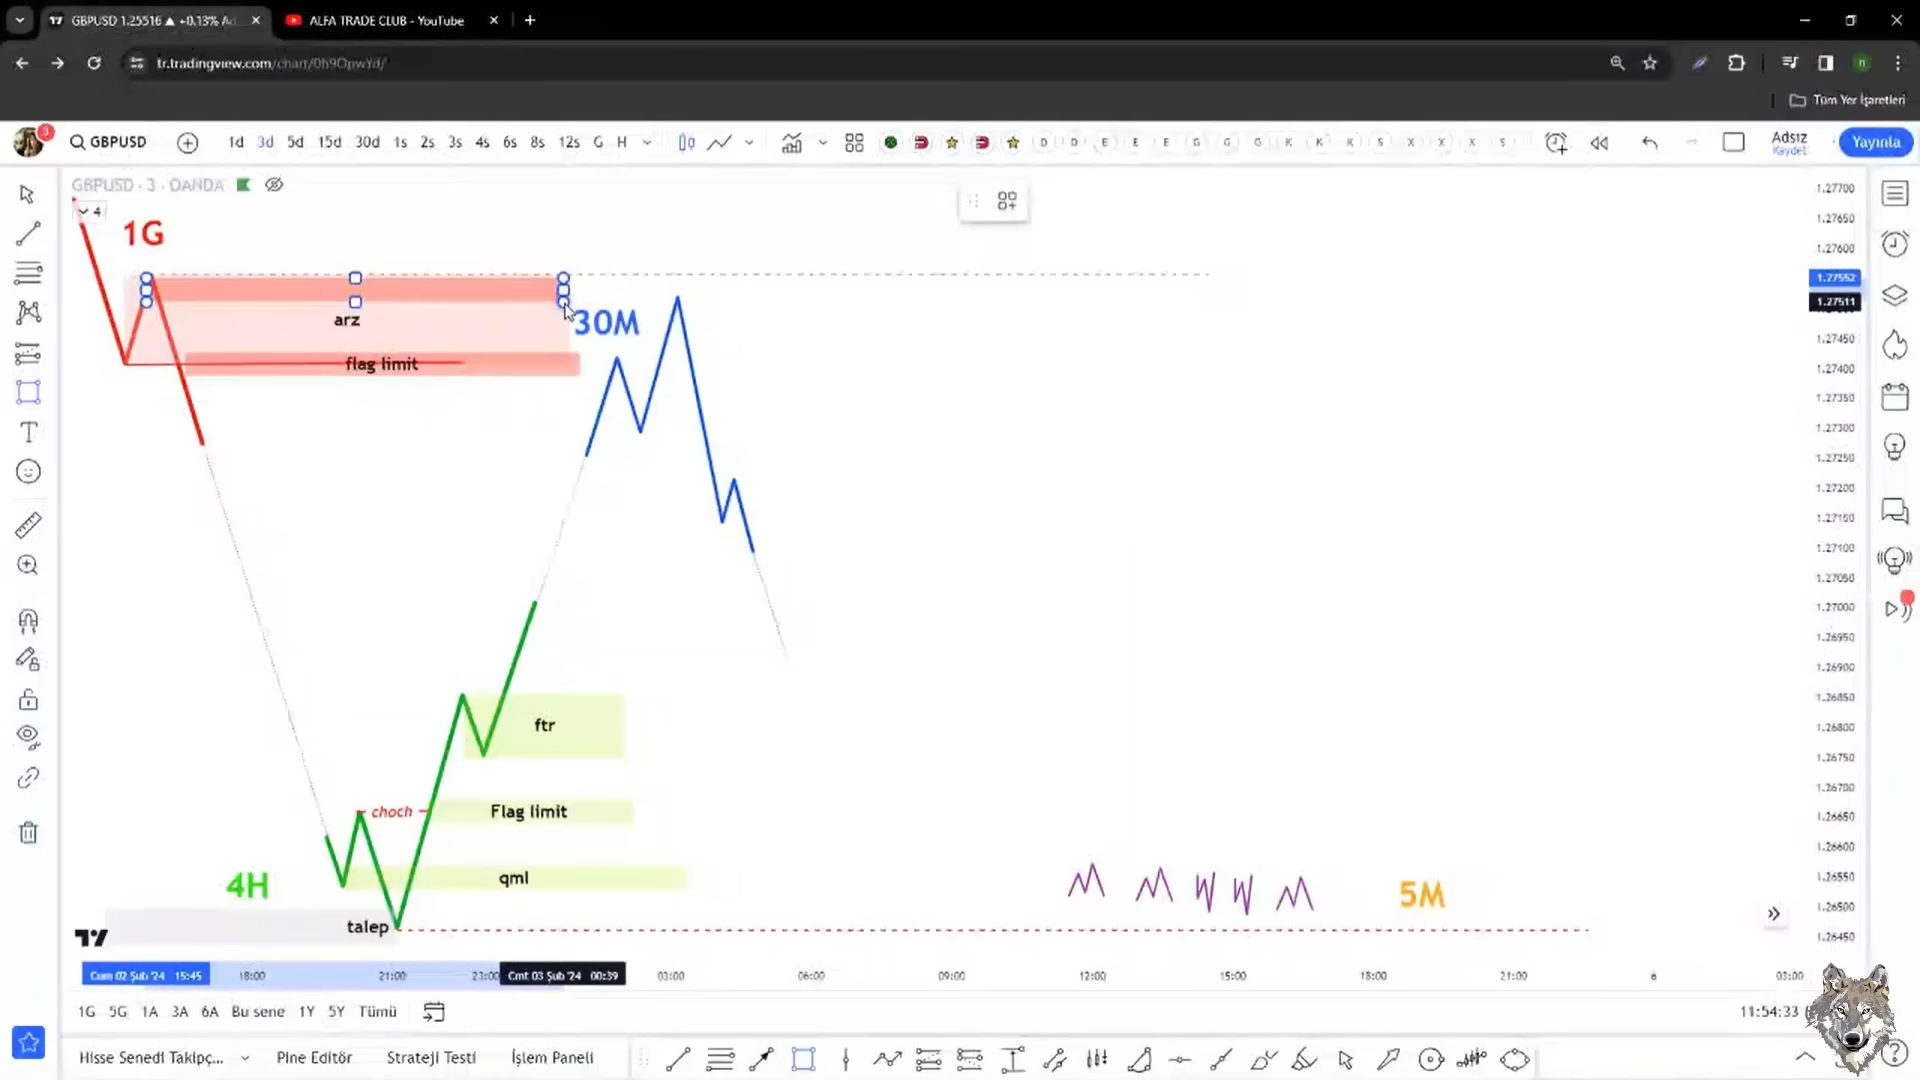 GBPUSD 1.25516 ▲ +0.13%
ALFA TRADE CLUB - YouTube
tr.tradingview.com/chart/0h9OpwYd/
Tüm Yer İşaretleri
3
GBPUSD
1d 3d 5d 15d 30d 1s 2s 3s 4s 6s 8s 12s G H
D D E E E G G G K K K S X X X S
Adsız
Kaydet
Yayınla
GBPUSD · 3 · OANDA
4
1G
arz
flag limit
30M
ftr
choch
Flag limit
qml
4H
talep
5M
1.27700
1.27650
1.27600
1.27552
1.27511
1.27450
1.27400
1.27350
1.27300
1.27250
1.27200
1.27150
1.27100
1.27050
1.27000
1.26950
1.26900
1.26850
1.26800
1.26750
1.26700
1.26650
1.26600
1.26550
1.26500
1.26450
Cum 02 Şub '24 15:45 18:00 21:00 23:00 Cmt 03 Şub '24 00:39 03:00 06:00 09:00 12:00 15:00 18:00 21:00 6 03:00
1G 5G 1A 3A 6A Bu sene 1Y 5Y Tümü
11:54:33
Hisse Senedi Takipç... Pine Editörü Strateji Testi İşlem Paneli